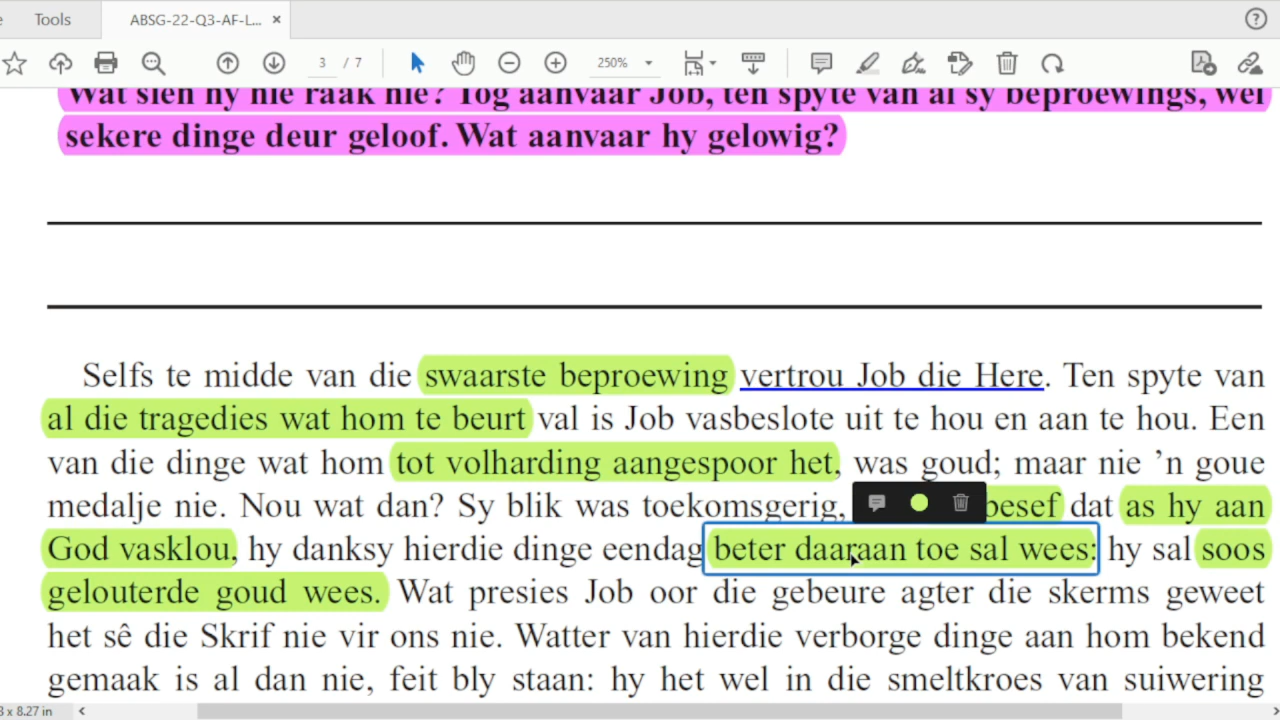 Tools
ABSG-22-Q3-AF-L... ×
3 / 7
250%
Wat sien hy nie raak nie? Tog aanvaar Job, ten spyte van al sy beproewings, wel
sekere dinge deur geloof. Wat aanvaar hy gelowig?
Selfs te midde van die swaarste beproewing vertrou Job die Here. Ten spyte van
al die tragedies wat hom te beurt val is Job vasbeslote uit te hou en aan te hou. Een
van die dinge wat hom tot volharding aangespoor het, was goud; maar nie ’n goue
medalje nie. Nou wat dan? Sy blik was toekomsgerig, besef dat as hy aan
God vasklou, hy danksy hierdie dinge eendag beter daaraan toe sal wees: hy sal soos
gelouterde goud wees. Wat presies Job oor die gebeure agter die skerms geweet
het sê die Skrif nie vir ons nie. Watter van hierdie verborge dinge aan hom bekend
gemaak is al dan nie, feit bly staan: hy het wel in die smeltkroes van suiwering
x 8.27 in